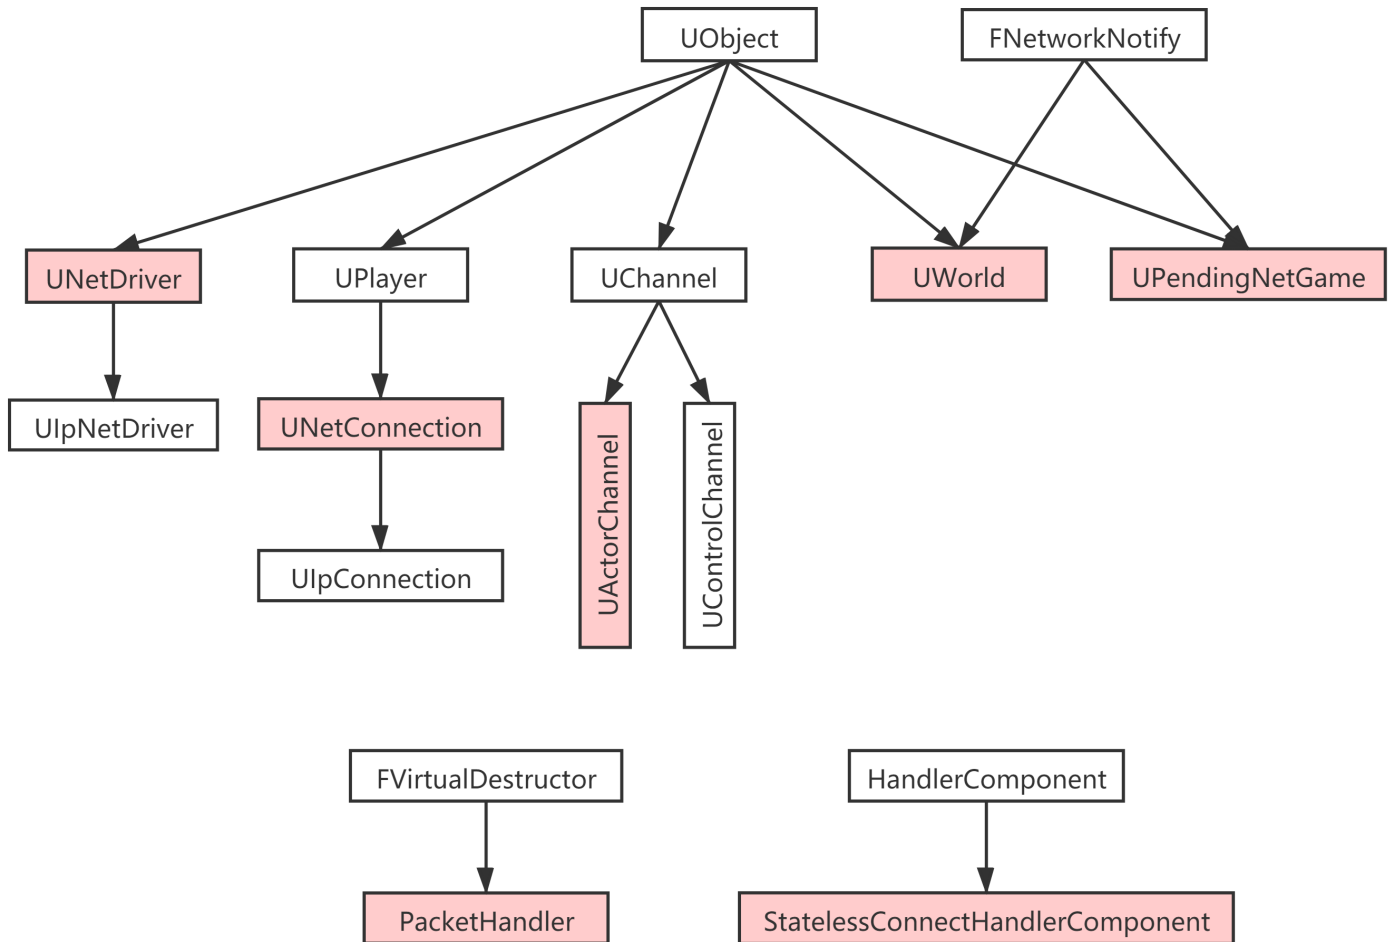 UObject
FNetworkNotify
UNetDriver
UPlayer
UChannel
UWorld
UPendingNetGame
UIpNetDriver
UNetConnection
UActorChannel
UControlChannel
UIpConnection
FVirtualDestructor
HandlerComponent
PacketHandler
StatelessConnectHandlerComponent